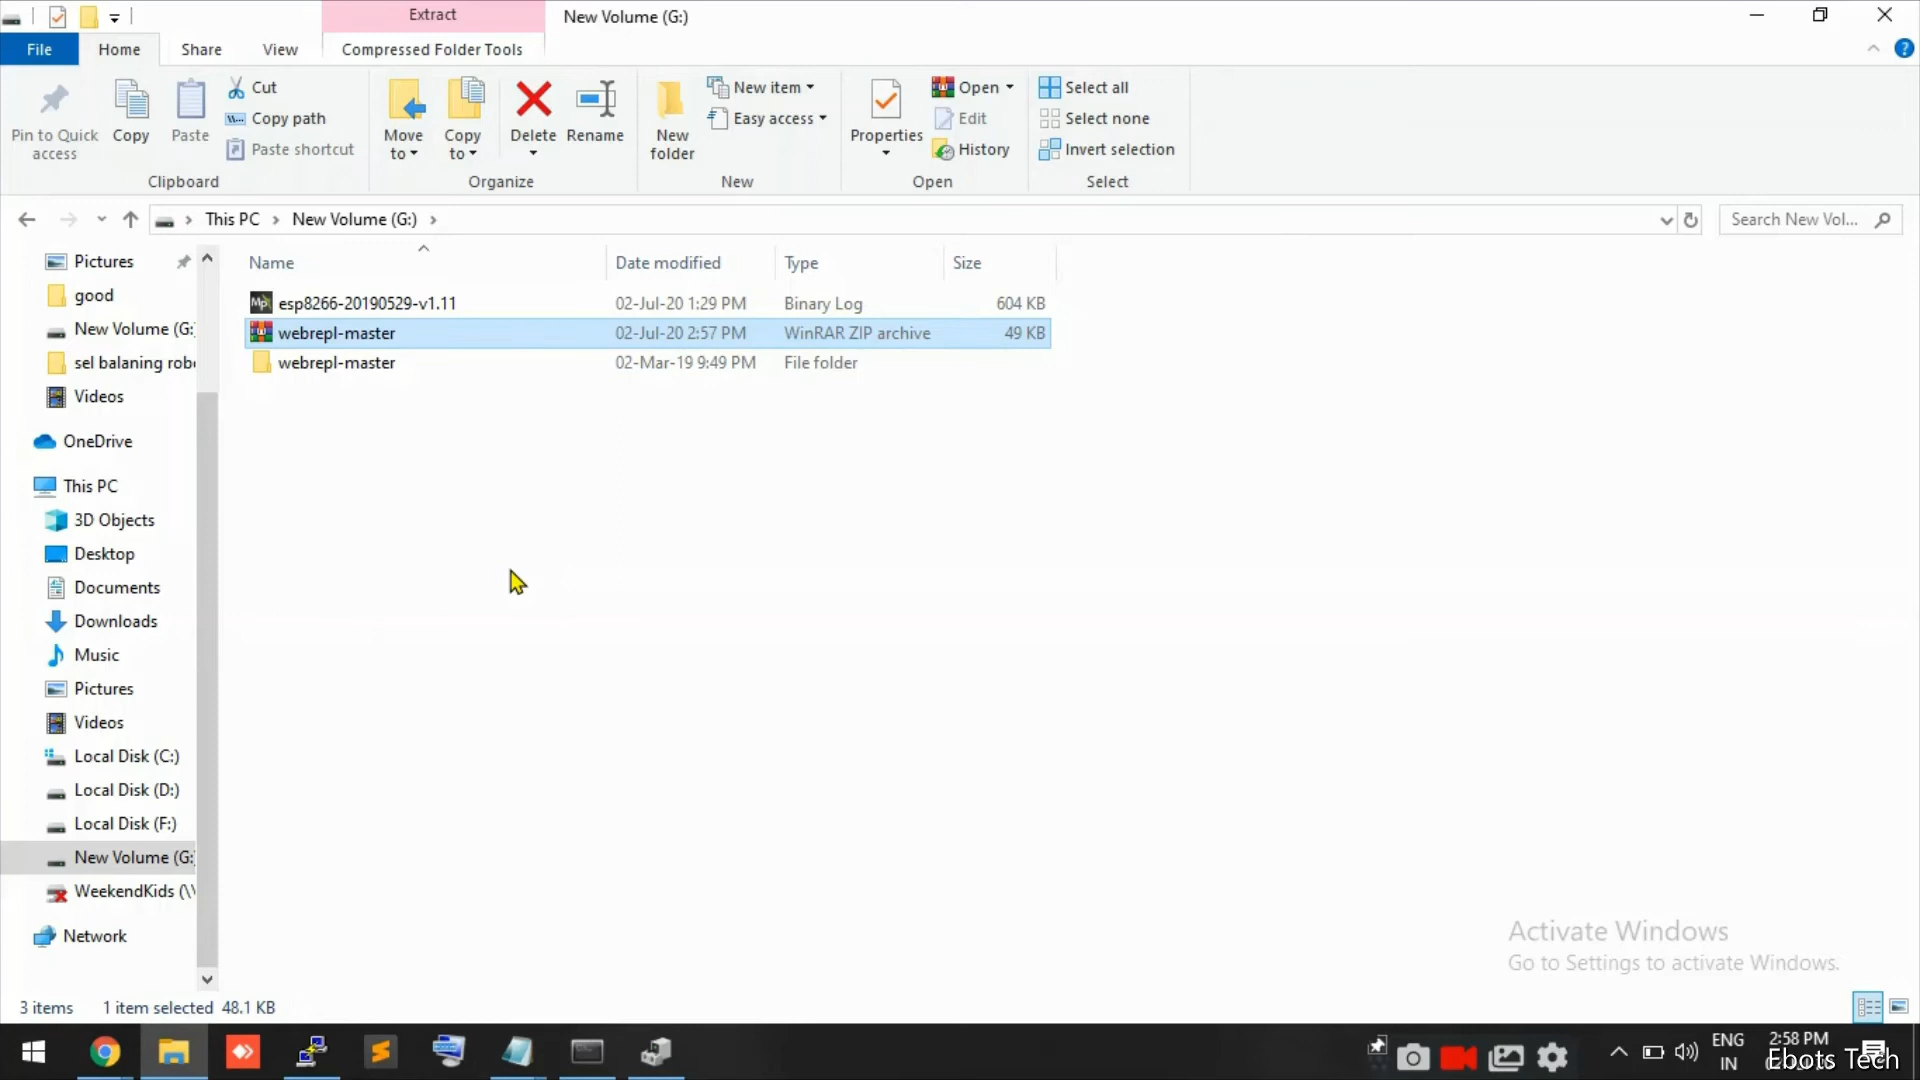 Extract
New Volume (G:)
File
Home
Share
View
Compressed Folder Tools
Pin to Quick access
Copy
Paste
Cut
Copy path
Paste shortcut
Move to
Copy to
Delete
Rename
New folder
New item
Easy access
Properties
Open
Edit
History
Select all
Select none
Invert selection
Clipboard
Organize
New
Open
Select
This PC
New Volume (G:)
Search New Vol...
Name
Date modified
Type
Size
esp8266-20190529-v1.11 02-Jul-20 1:29 PM Binary Log 604 KB
webrepl-master 02-Jul-20 2:57 PM WinRAR ZIP archive 49 KB
webrepl-master 02-Mar-19 9:49 PM File folder
Pictures
good
New Volume (G:
sel balaning rob
Videos
OneDrive
This PC
3D Objects
Desktop
Documents
Downloads
Music
Pictures
Videos
Local Disk (C:)
Local Disk (D:)
Local Disk (F:)
New Volume (G:
WeekendKids (\\
Network
Activate Windows
Go to Settings to activate Windows.
3 items 1 item selected 48.1 KB
ENG
IN
2:58 PM
Ebots Tech